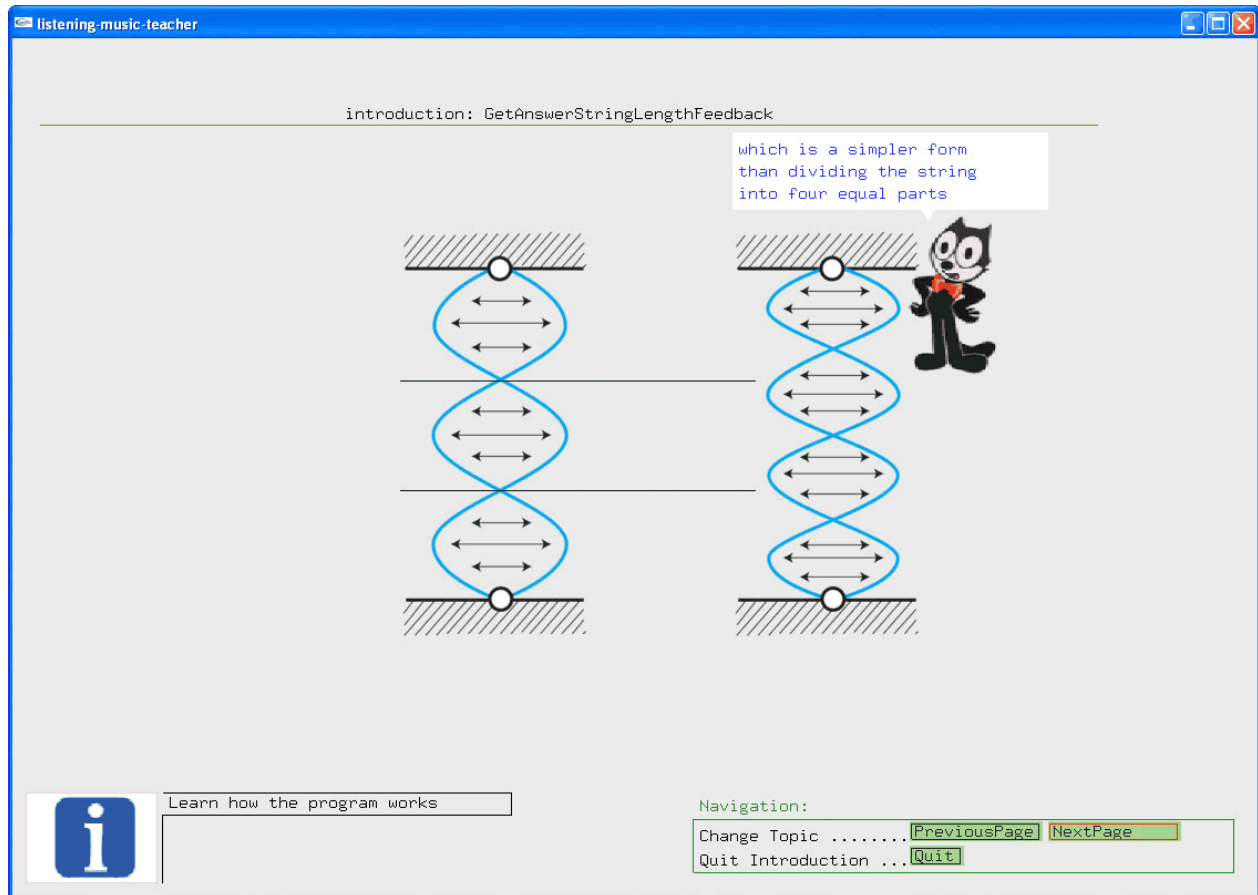 listening-music-teacher
introduction: GetAnswerStringLengthFeedback
which is a simpler form
than dividing the string
into four equal parts
Learn how the program works
Navigation:
Change Topic ........PreviousPage NextPage
Quit Introduction ...Quit